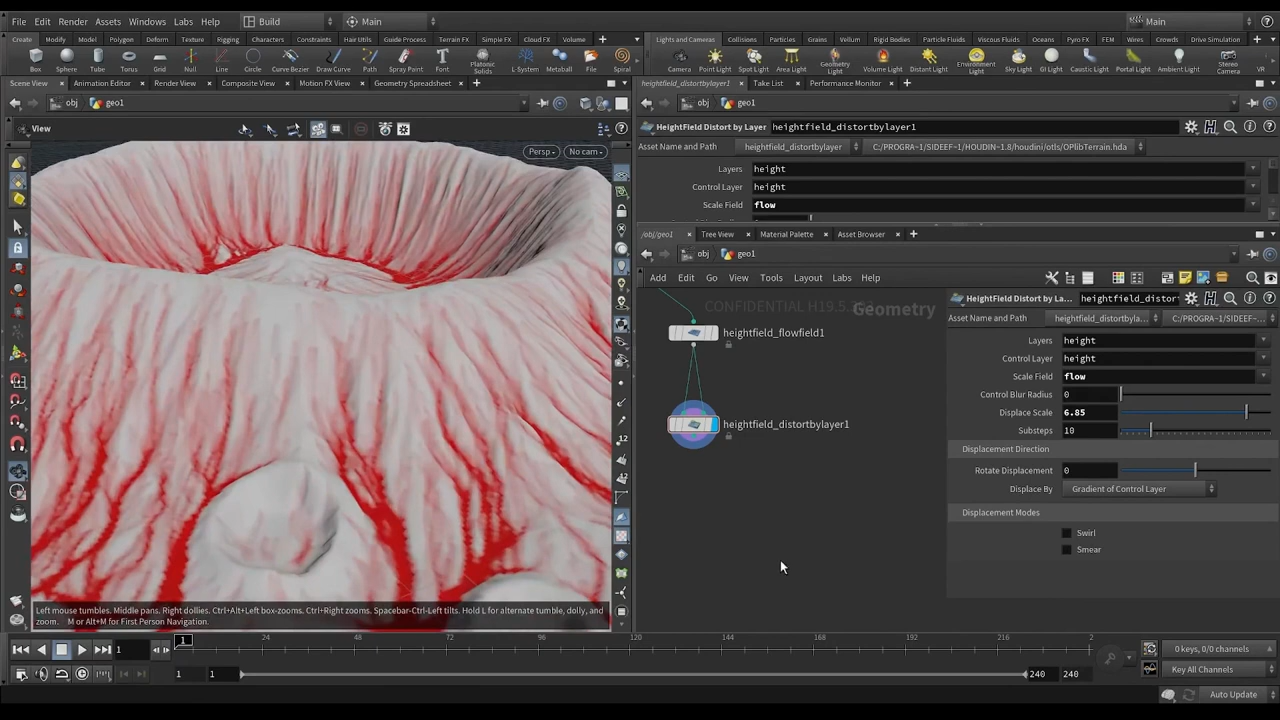 File Edit Render Assets Windows Labs Help Build Main Main
Create Modify Model Polygon Deform Texture Rigging Characters Constraints Hair Utils Guide Process Terrain FX Simple FX Cloud FX Volume
Lights and Cameras Collisions Particles Grains Vellum Rigid Bodies Particle Fluids Viscous Fluids Oceans Pyro FX FEM Wires Crowds Drive Simulation
Box Sphere Tube Torus Grid Null Line Circle Curve Bezier Draw Curve Path Spray Paint Font Platonic Solids L-System Metaball File Spiral
Camera Point Light Spot Light Area Light Geometry Light Volume Light Distant Light Environment Light Sky Light GI Light Caustic Light Portal Light Ambient Light Stereo Camera VR
Scene View Animation Editor Render View Composite View Motion FX View Geometry Spreadsheet
heightfield_distortbylayer1 Take List Performance Monitor
obj geo1
obj geo1
View
HeightField Distort by Layer heightfield_distortbylayer1
Asset Name and Path heightfield_distortbylayer C:/PROGRA~1/SIDEEF~1/HOUDIN~1.8/houdini/otls/OPlibTerrain.hda
Persp No cam
Layers height
Control Layer height
Scale Field flow
/obj/geo1 Tree View Material Palette Asset Browser
obj geo1
Add Edit Go View Tools Layout Labs Help
Geometry
HeightField Distort by La... heightfield_distor
Asset Name and Path heightfield_distortbyla... C:/PROGRA~1/SIDEEF~...
heightfield_flowfield1
Layers height
Control Layer height
Scale Field flow
Control Blur Radius 0
Displace Scale 6.85
heightfield_distortbylayer1
Substeps 10
Displacement Direction
Rotate Displacement 0
Displace By Gradient of Control Layer
Displacement Modes
Swirl
Smear
Left mouse tumbles. Middle pans. Right dollies. Ctrl+Alt+Left box-zooms. Ctrl+Right zooms. Spacebar-Ctrl-Left tilts. Hold L for alternate tumble, dolly, and
zoom. M or Alt+M for First Person Navigation.
1 1 24 48 72 96 120 144 168 192 216 2
0 keys, 0/0 channels
1 1 240 240 Key All Channels
Auto Update